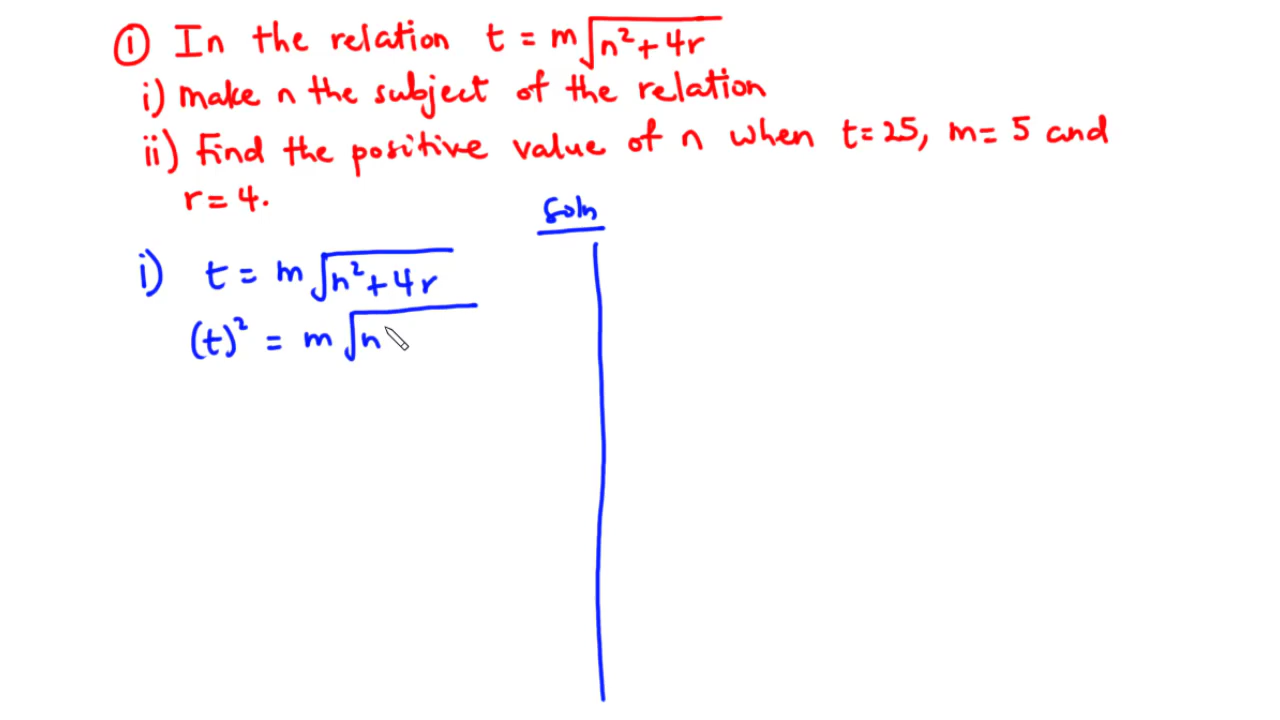 ① In the relation t = m√(n² + 4r)
i) make n the subject of the relation
ii) Find the positive value of n when t = 25, m = 5 and
r = 4.
Soln
i) t = m√(n² + 4r)
(t)² = m√n